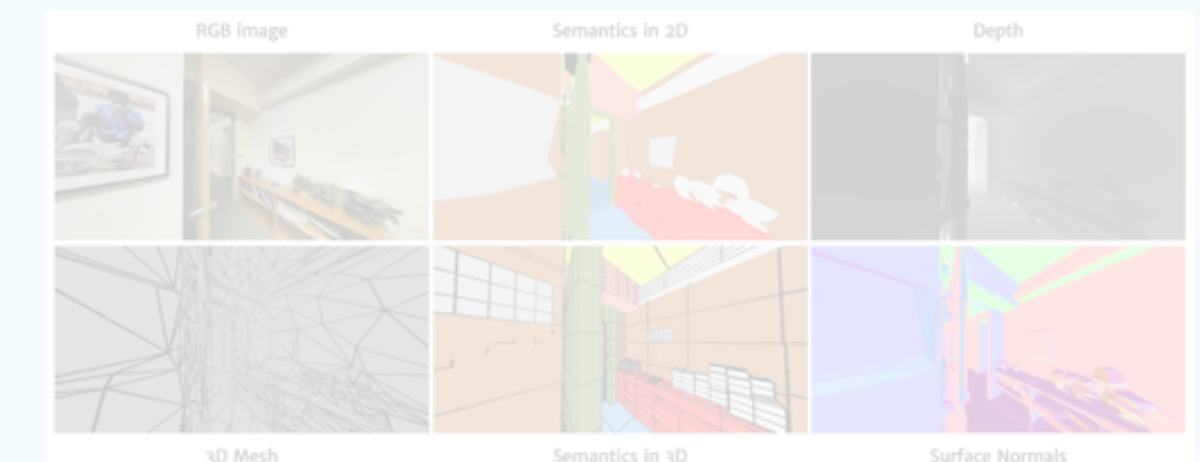 RGB image
Semantics in 2D
Depth
3D Mesh
Semantics in 3D
Surface Normals